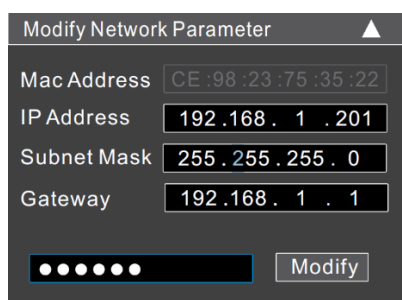 Modify Network Parameter ▲
Mac Address CE :98 :23 :75 :35 :22
IP Address 192 .168 . 1 . 201
Subnet Mask 255 . 255 . 255 . 0
Gateway 192 .168 . 1 . 1
●●●●●● Modify